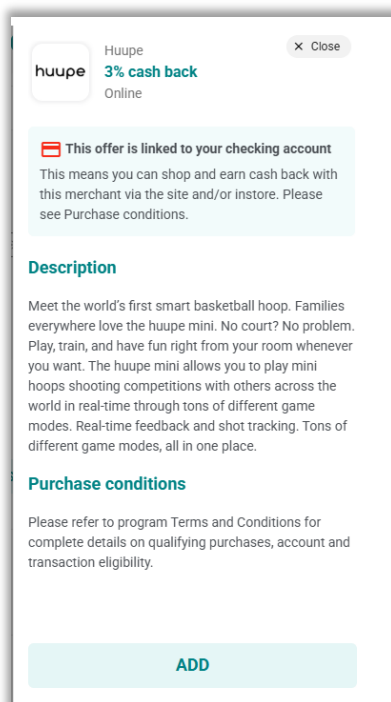 Huupe
× Close
huupe
3% cash back
Online
This offer is linked to your checking account
This means you can shop and earn cash back with
this merchant via the site and/or instore. Please
see Purchase conditions.
Description
Meet the world's first smart basketball hoop. Families
everywhere love the huupe mini. No court? No problem.
Play, train, and have fun right from your room whenever
you want. The huupe mini allows you to play mini
hoops shooting competitions with others across the
world in real-time through tons of different game
modes. Real-time feedback and shot tracking. Tons of
different game modes, all in one place.
Purchase conditions
Please refer to program Terms and Conditions for
complete details on qualifying purchases, account and
transaction eligibility.
ADD